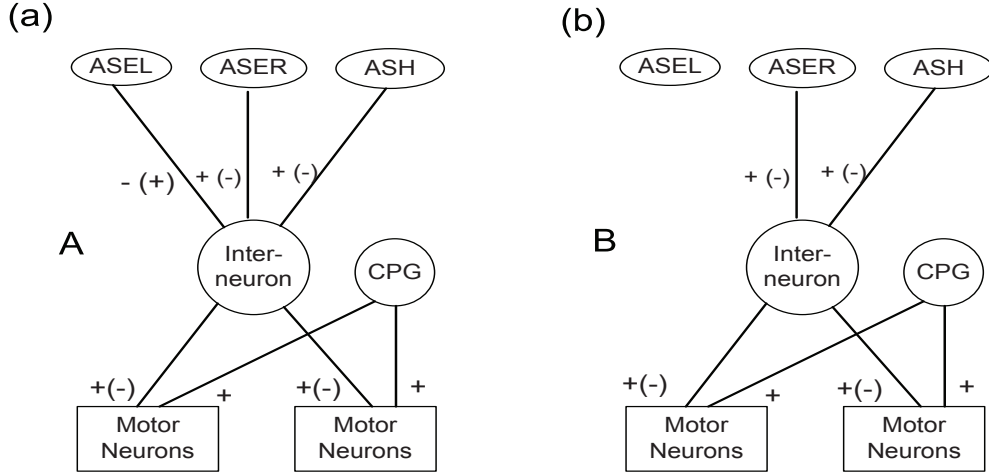 (a)
ASEL ASER ASH
- (+) + (-) + (-)
A
Inter-
neuron
CPG
+(-) + +(-) +
Motor
Neurons
Motor
Neurons
(b)
ASEL ASER ASH
+ (-) + (-)
B
Inter-
neuron
CPG
+(-) + +(-) +
Motor
Neurons
Motor
Neurons